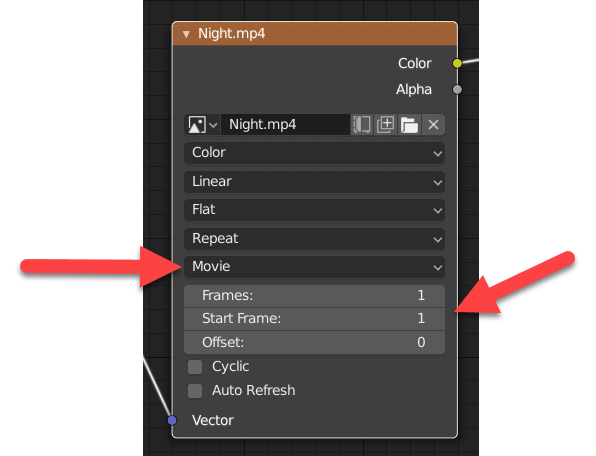 Night.mp4
Color
Alpha
Night.mp4
Color
Linear
Flat
Repeat
Movie
Frames: 1
Start Frame: 1
Offset: 0
Cyclic
Auto Refresh
Vector